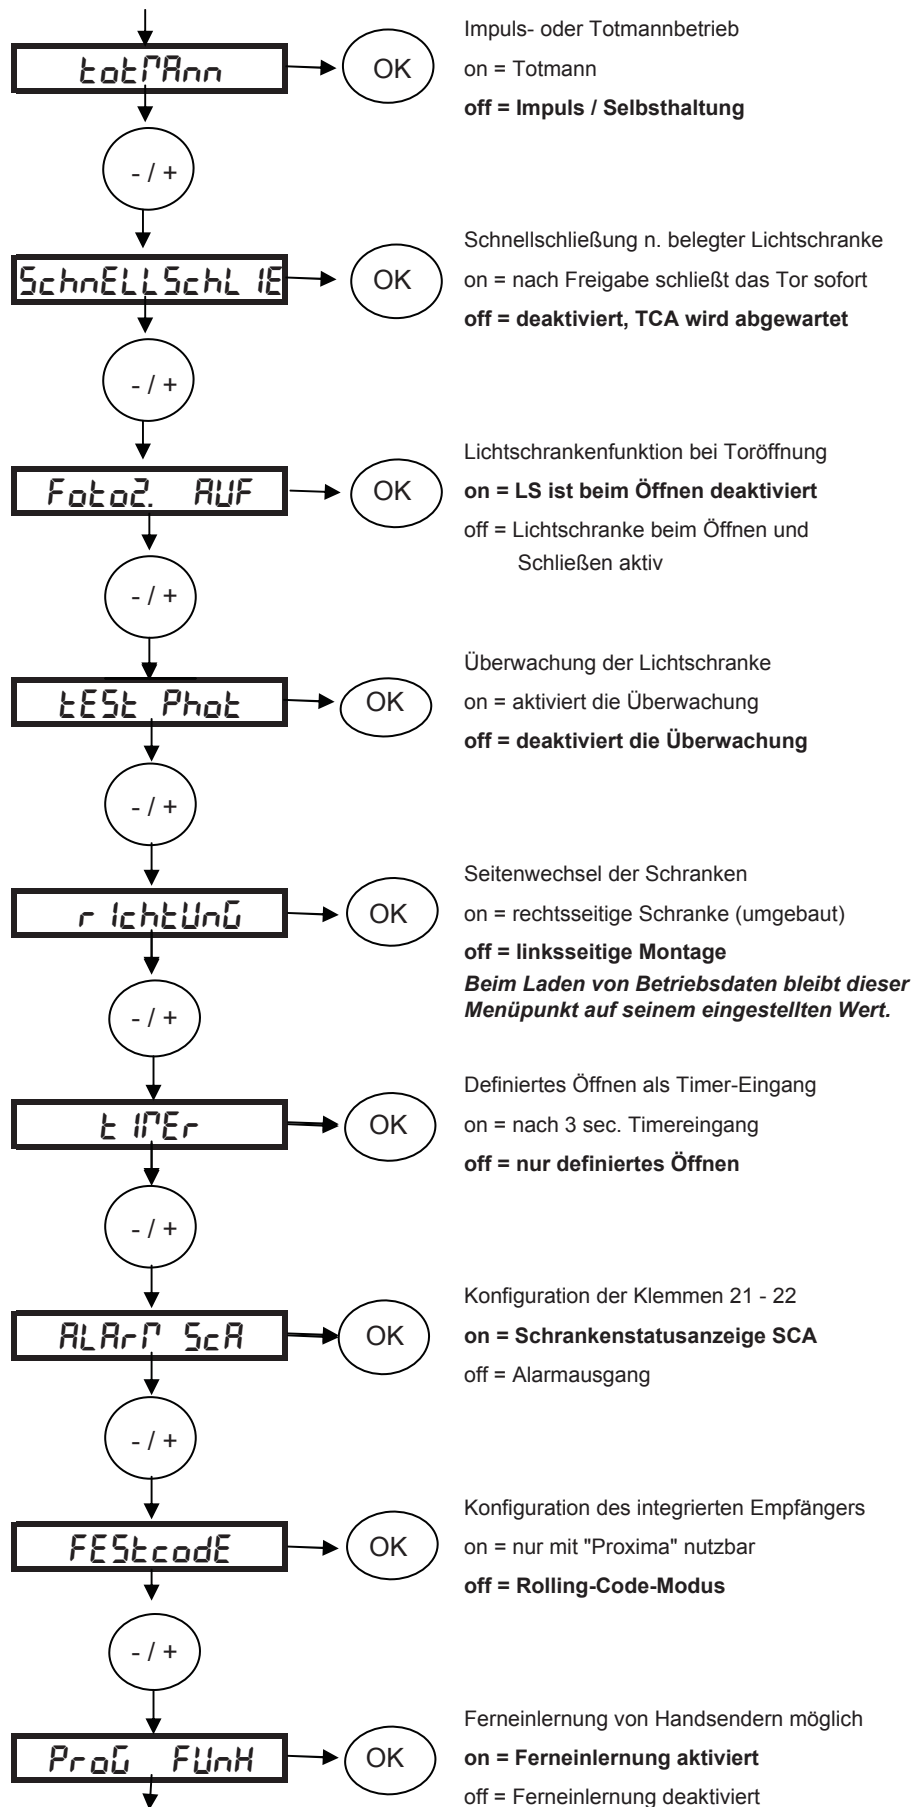 Impuls- oder Totmannbetrieb
totMAnn OK on = Totmann
off = Impuls / Selbsthaltung
- / +
Schnellschließung n. belegter Lichtschranke
SchnELLSchLIE OK on = nach Freigabe schließt das Tor sofort
off = deaktiviert, TCA wird abgewartet
- / +
Lichtschrankenfunktion bei Toröffnung
Foto2. AUF OK on = LS ist beim Öffnen deaktiviert
off = Lichtschranke beim Öffnen und
Schließen aktiv
- / +
Überwachung der Lichtschranke
tESt Phot OK on = aktiviert die Überwachung
off = deaktiviert die Überwachung
- / +
Seitenwechsel der Schranken
rIchtUnG OK on = rechtsseitige Schranke (umgebaut)
off = linksseitige Montage
Beim Laden von Betriebsdaten bleibt dieser
Menüpunkt auf seinem eingestellten Wert.
- / +
Definiertes Öffnen als Timer-Eingang
tIMEr OK on = nach 3 sec. Timereingang
off = nur definiertes Öffnen
- / +
Konfiguration der Klemmen 21 - 22
ALArM ScA OK on = Schrankenstatusanzeige SCA
off = Alarmausgang
- / +
Konfiguration des integrierten Empfängers
FEStcodE OK on = nur mit "Proxima" nutzbar
off = Rolling-Code-Modus
- / +
Ferneinlernung von Handsendern möglich
ProG FUnH OK on = Ferneinlernung aktiviert
off = Ferneinlernung deaktiviert